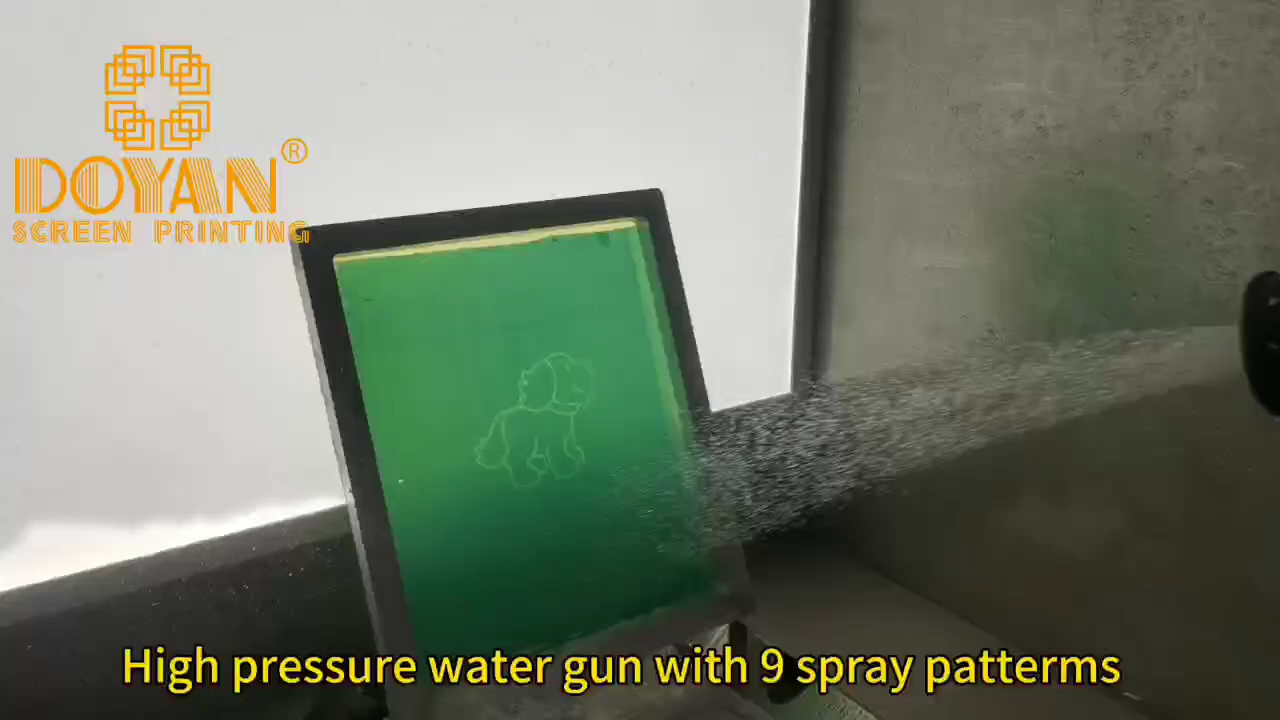 DOYAN®
SCREEN PRINTING
High pressure water gun with 9 spray patterms